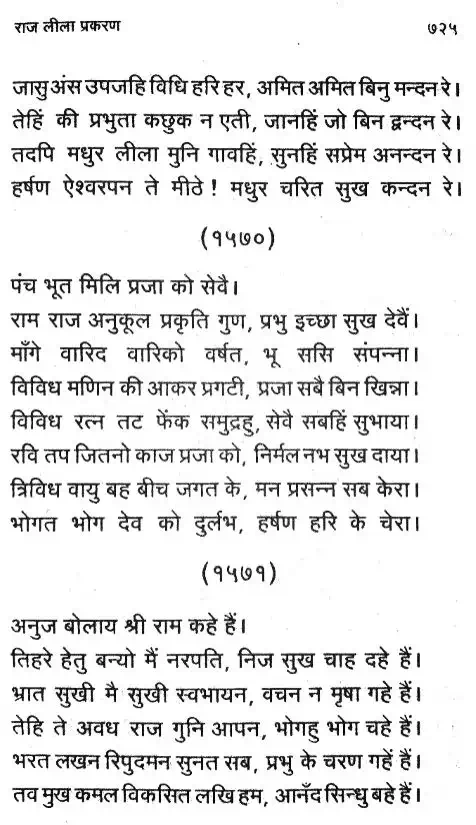 राज लीला प्रकरण ७२५
जासु अंस उपजहि विधि हरि हर, अमित अमित बिनु मन्दन रे।
तेहिं की प्रभुता कछुक न एती, जानहिं जो बिन द्वन्दन रे।
तदपि मधुर लीला मुनि गावहिं, सुनहिं सप्रेम अनन्दन रे।
हर्षण ऐश्वरपन ते मीठे ! मधुर चरित सुख कन्दन रे।
(१५७०)
पंच भूत मिलि प्रजा को सेवै।
राम राज अनुकूल प्रकृति गुण, प्रभु इच्छा सुख देवैं।
माँगे वारिद वारिको वर्षत, भू ससि संपन्ना।
विविध मणिन की आकर प्रगटी, प्रजा सबै बिन खिन्ना।
विविध रत्न तट फेंक समुद्रहु, सेवै सबहिं सुभाया।
रवि तप जितनो काज प्रजा को, निर्मल नभ सुख दाया।
त्रिविध वायु बह बीच जगत के, मन प्रसन्न सब केरा।
भोगत भोग देव को दुर्लभ, हर्षण हरि के चेरा।
(१५७१)
अनुज बोलाय श्री राम कहे हैं।
तिहरे हेतु बन्यो मैं नरपति, निज सुख चाह दहे हैं।
भ्रात सुखी मै सुखी स्वभायन, वचन न मृषा गहे हैं।
तेहि ते अवध राज गुनि आपन, भोगहु भोग चहे हैं।
भरत लखन रिपुदमन सुनत सब, प्रभु के चरण गहें हैं।
तव मुख कमल विकसित लखि हम, आनँद सिन्धु बहे हैं।